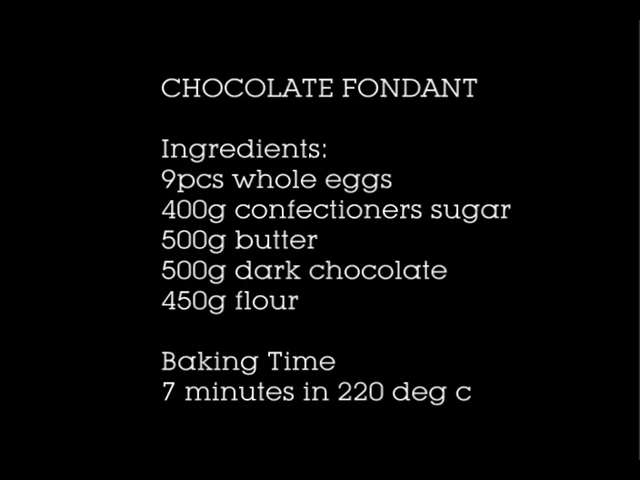 CHOCOLATE FONDANT
Ingredients:
9pcs whole eggs
400g confectioners sugar
500g butter
500g dark chocolate
450g flour
Baking Time
7 minutes in 220 deg c